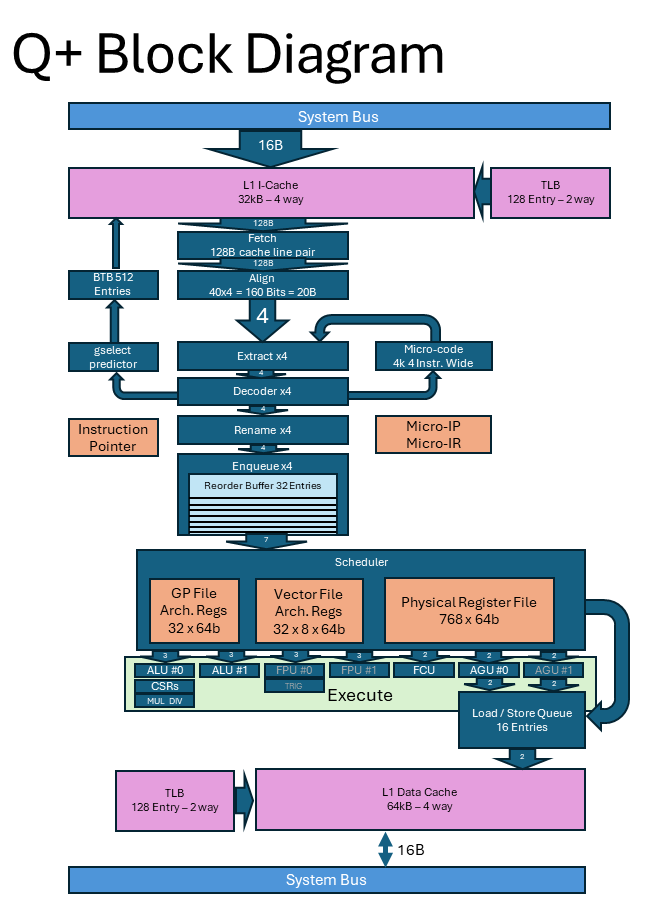 Q+ Block Diagram
System Bus
16B
L1 I-Cache
32kB – 4 way
TLB
128 Entry – 2 way
128B
Fetch
128B cache line pair
128B
BTB 512
Entries
Align
40x4 = 160 Bits = 20B
4
gselect
predictor
Extract x4
Micro-code
4k 4 Instr. Wide
4
Decoder x4
4
Instruction
Pointer
Rename x4
Micro-IP
Micro-IR
4
Enqueue x4
Reorder Buffer 32 Entries
7
Scheduler
GP File
Arch. Regs
32 x 64b
Vector File
Arch. Regs
32 x 8 x 64b
Physical Register File
768 x 64b
3
3
3
3
2
2
2
ALU #0
ALU #1
FPU #0
FPU #1
FCU
AGU #0
AGU #1
CSRs
TRIG
2
2
MUL DIV
Execute
Load / Store Queue
16 Entries
2
TLB
128 Entry – 2 way
L1 Data Cache
64kB – 4 way
16B
System Bus